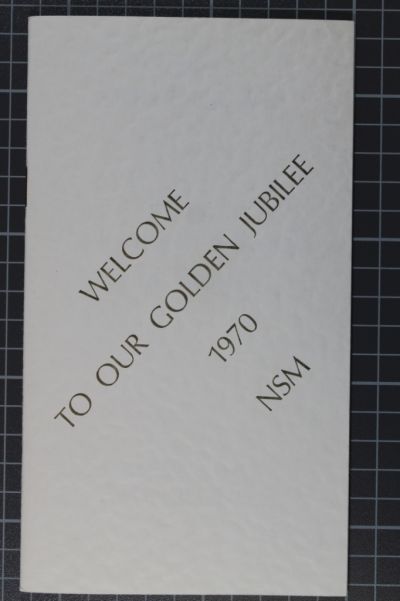 WELCOME
TO OUR GOLDEN JUBILEE
1970
NSM